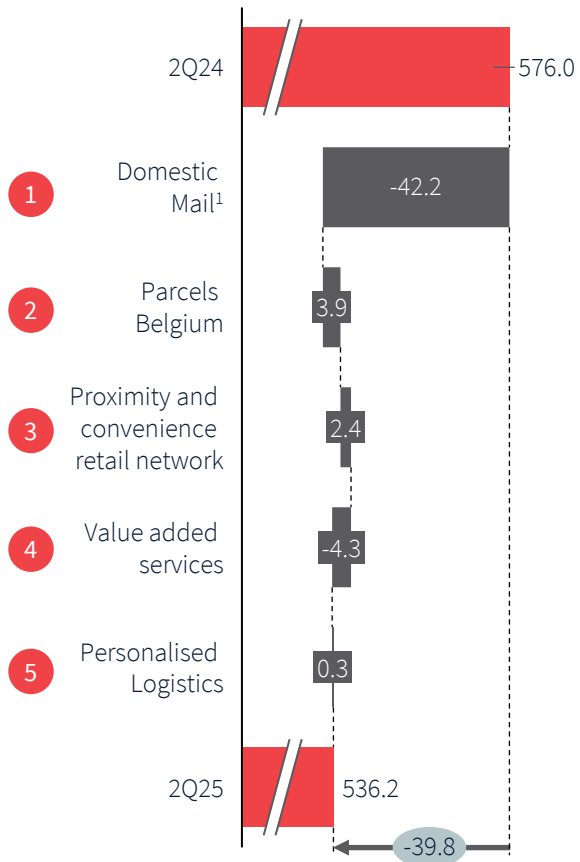 2Q24
576.0
1
Domestic
Mail¹
-42.2
2
Parcels
Belgium
3.9
3
Proximity and
convenience
retail network
2.4
4
Value added
services
-4.3
5
Personalised
Logistics
0.3
2Q25
536.2
-39.8